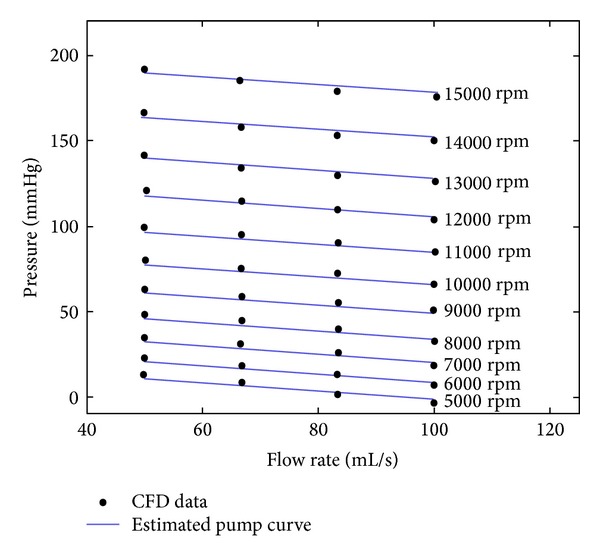 200
150
100
50
0
Pressure (mmHg)
15000 rpm
14000 rpm
13000 rpm
12000 rpm
11000 rpm
10000 rpm
9000 rpm
8000 rpm
7000 rpm
6000 rpm
5000 rpm
40 60 80 100 120
Flow rate (mL/s)
CFD data
Estimated pump curve